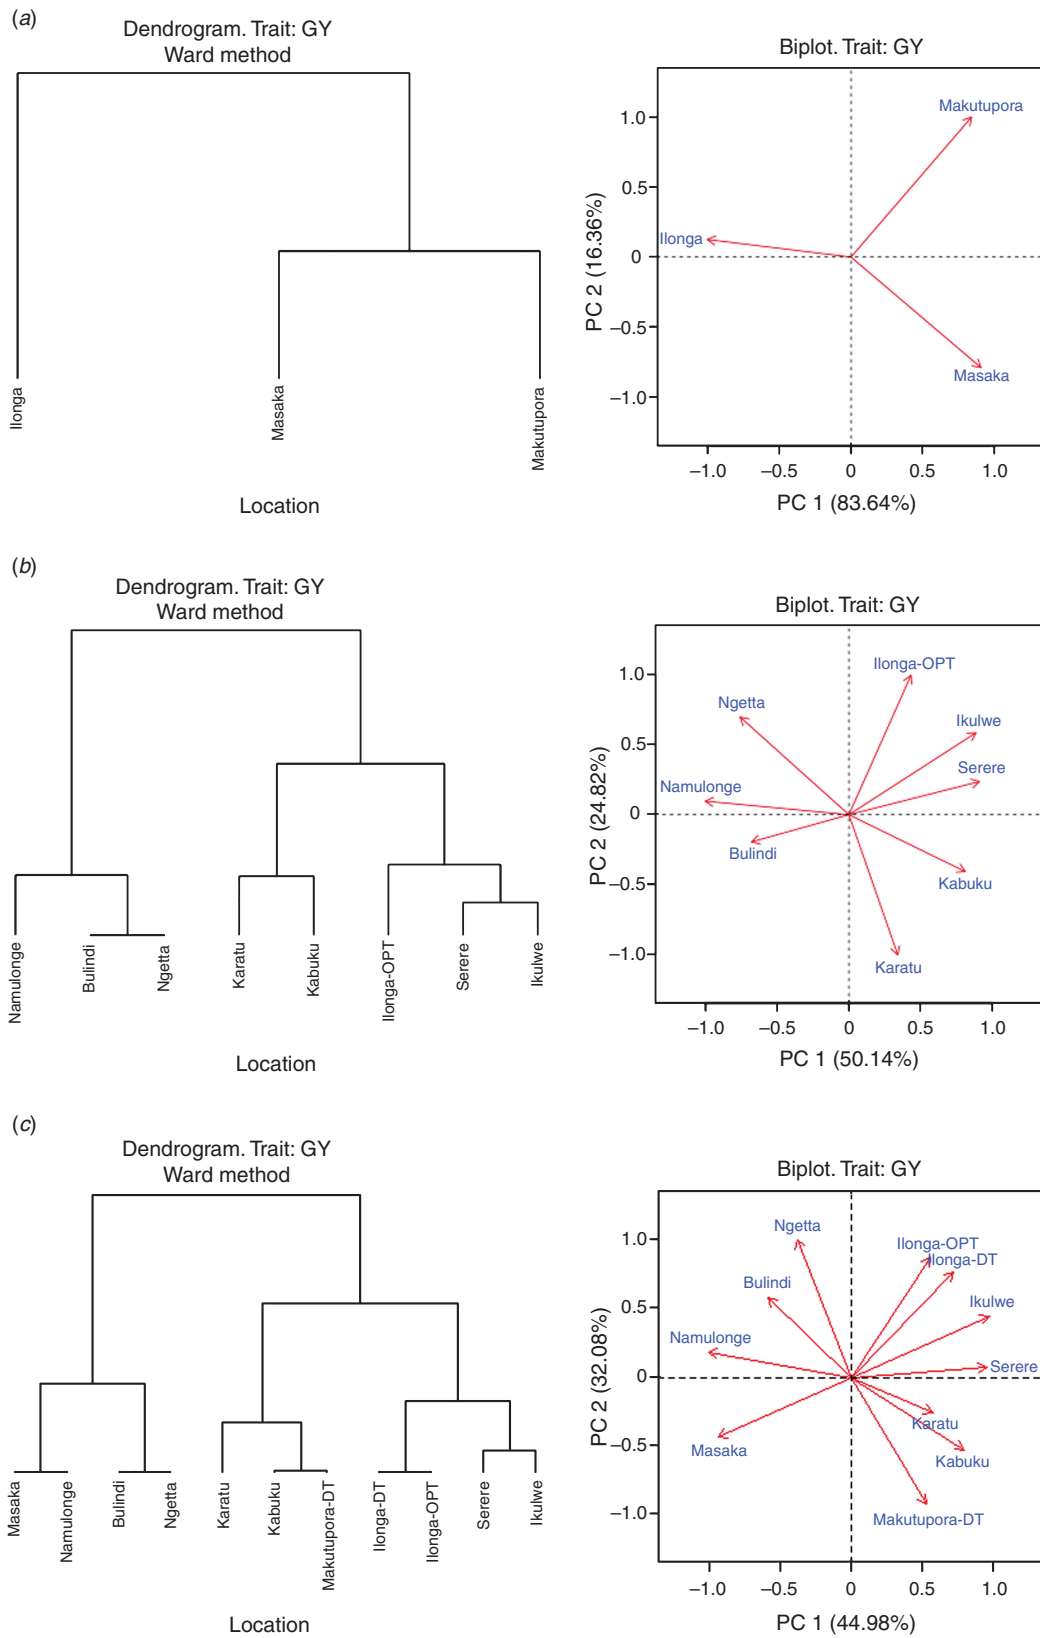 (a)
Dendrogram. Trait: GY
Ward method
Ilonga
Masaka
Makutupora
Location
Biplot. Trait: GY
PC 2 (16.36%)
1.0
0.5
0
–0.5
–1.0
Makutupora
Ilonga
Masaka
–1.0 –0.5 0 0.5 1.0
PC 1 (83.64%)
(b)
Dendrogram. Trait: GY
Ward method
Namulonge
Bulindi
Ngetta
Karatu
Kabuku
Ilonga-OPT
Serere
Ikulwe
Location
Biplot. Trait: GY
PC 2 (24.82%)
1.0
0.5
0
–0.5
–1.0
Ilonga-OPT
Ngetta
Ikulwe
Serere
Namulonge
Bulindi
Kabuku
Karatu
–1.0 –0.5 0 0.5 1.0
PC 1 (50.14%)
(c)
Dendrogram. Trait: GY
Ward method
Masaka
Namulonge
Bulindi
Ngetta
Karatu
Kabuku
Makutupora-DT
Ilonga-DT
Ilonga-OPT
Serere
Ikulwe
Location
Biplot. Trait: GY
PC 2 (32.08%)
1.0
0.5
0
–0.5
–1.0
Ngetta
Ilonga-OPT
Ilonga-DT
Bulindi
Ikulwe
Namulonge
Serere
Karatu
Masaka
Kabuku
Makutupora-DT
–1.0 –0.5 0 0.5 1.0
PC 1 (44.98%)